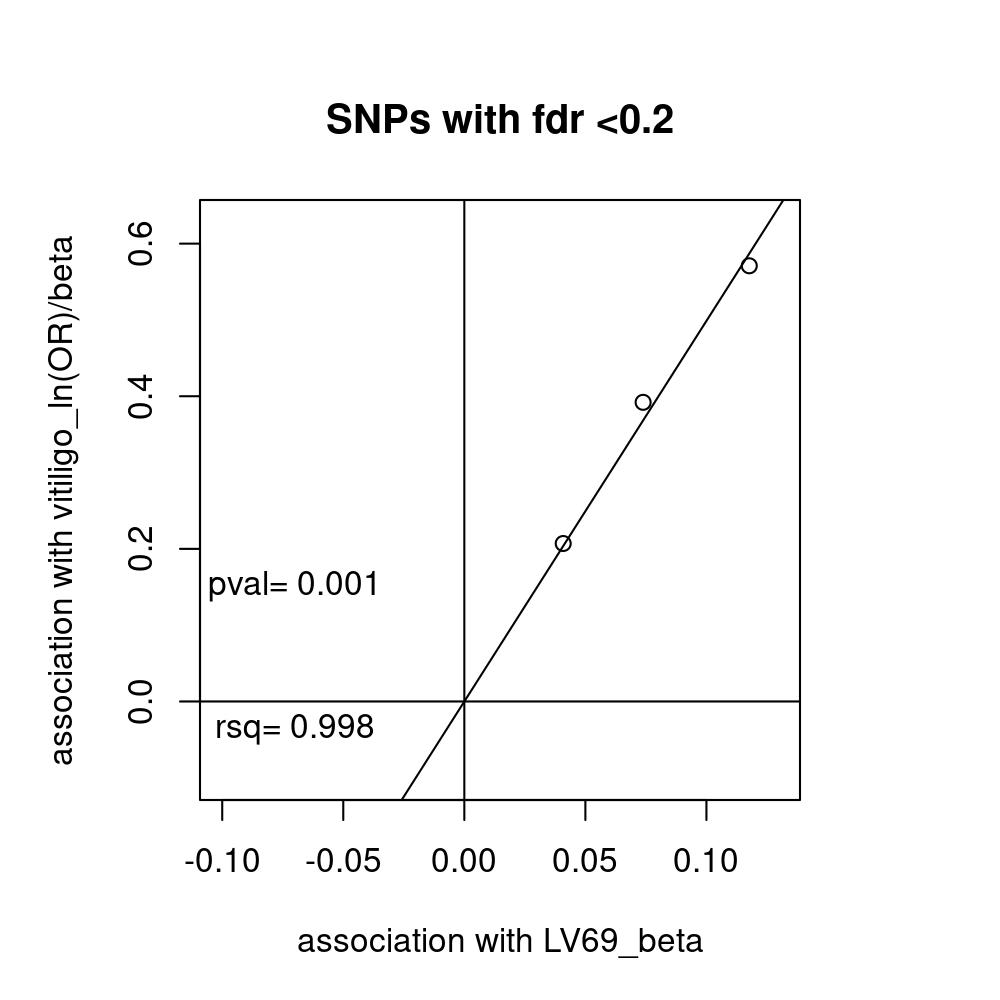 SNPs with fdr <0.2
association with vitiligo_ln(OR)/beta
0.6
0.4
0.2
0.0
pval= 0.001
rsq= 0.998
-0.10 -0.05 0.00 0.05 0.10
association with LV69_beta